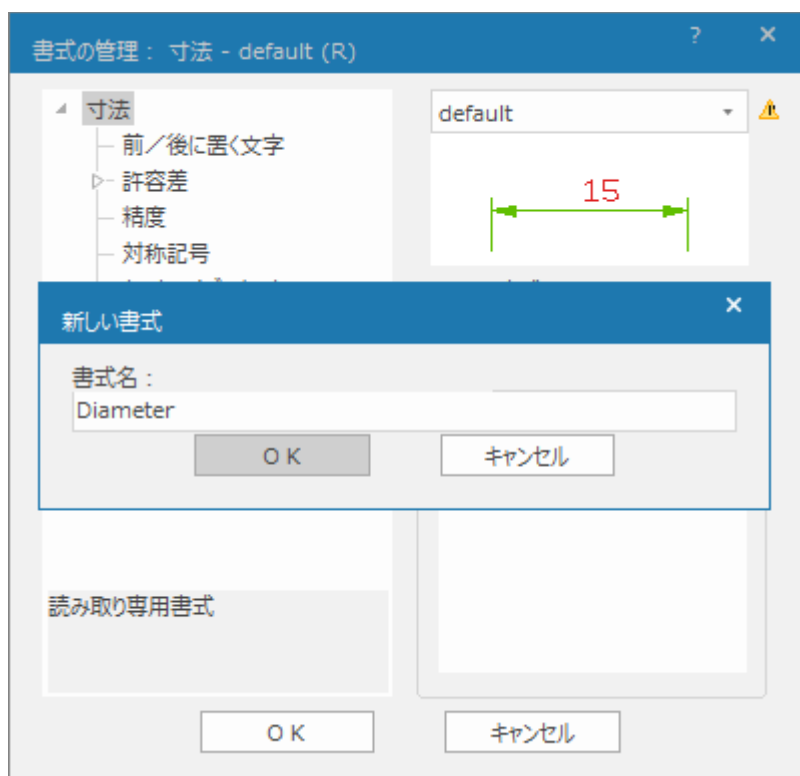 書式の管理： 寸法 - default (R)
? ×
寸法
前／後に置く文字
許容差
精度
対称記号
default
15
新しい書式
×
書式名：
Diameter
ＯＫ
キャンセル
読み取り専用書式
ＯＫ
キャンセル